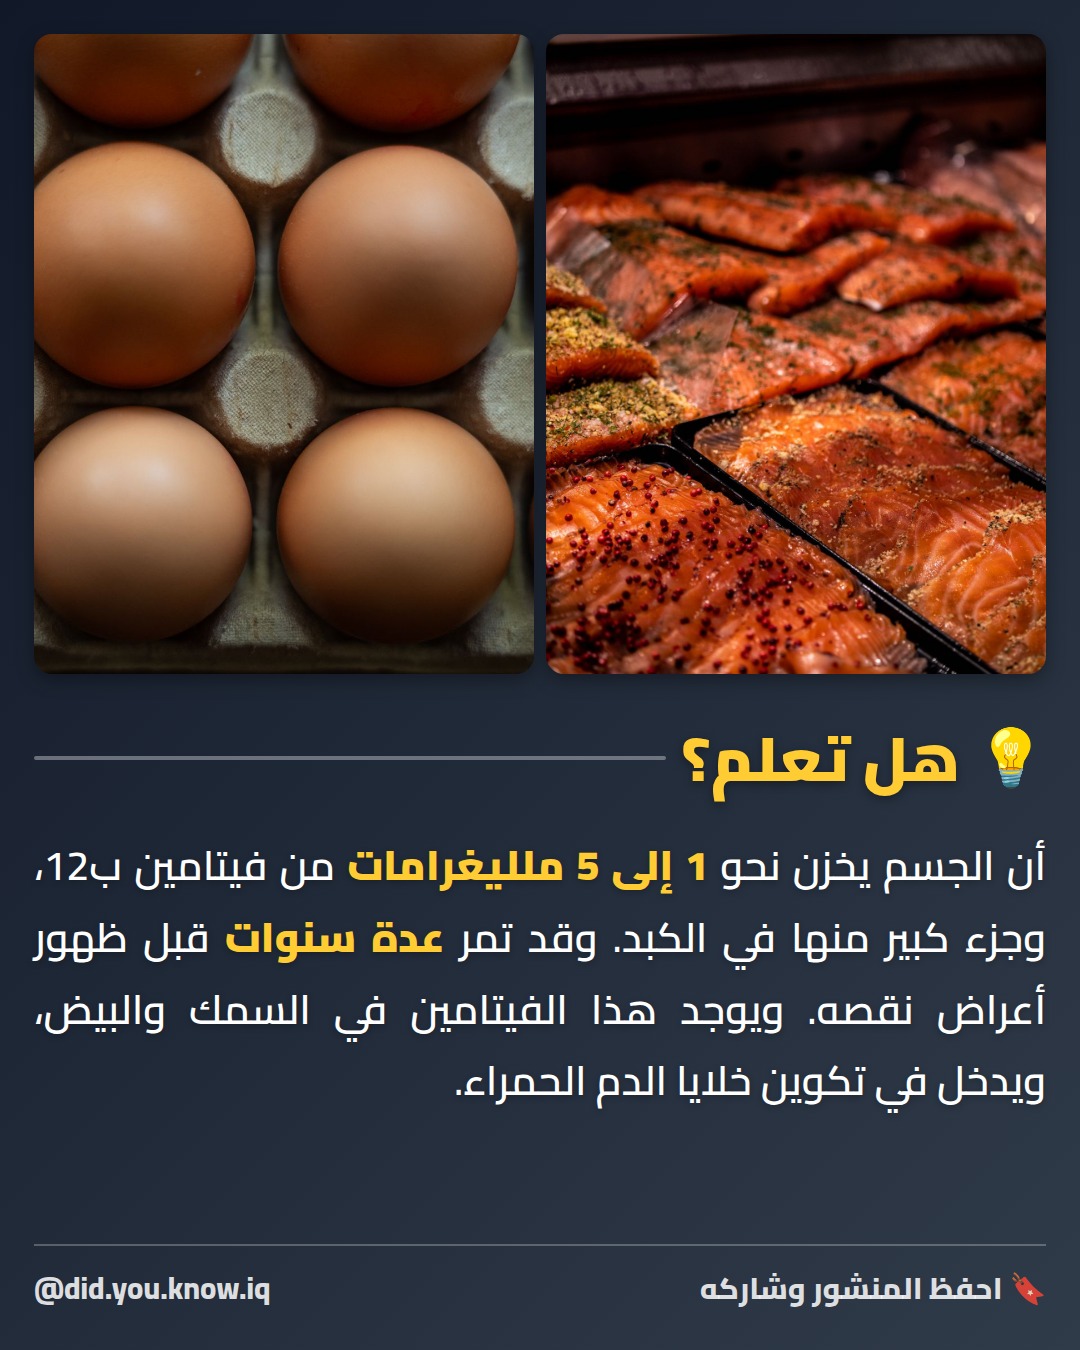 💡 هل تعلم؟
أن الجسم يخزن نحو 1 إلى 5 ملليغرامات من فيتامين ب12،
وجزء كبير منها في الكبد. وقد تمر عدة سنوات قبل ظهور
أعراض نقصه. ويوجد هذا الفيتامين في السمك والبيض،
ويدخل في تكوين خلايا الدم الحمراء.
🔖 احفظ المنشور وشاركه
@did.you.know.iq